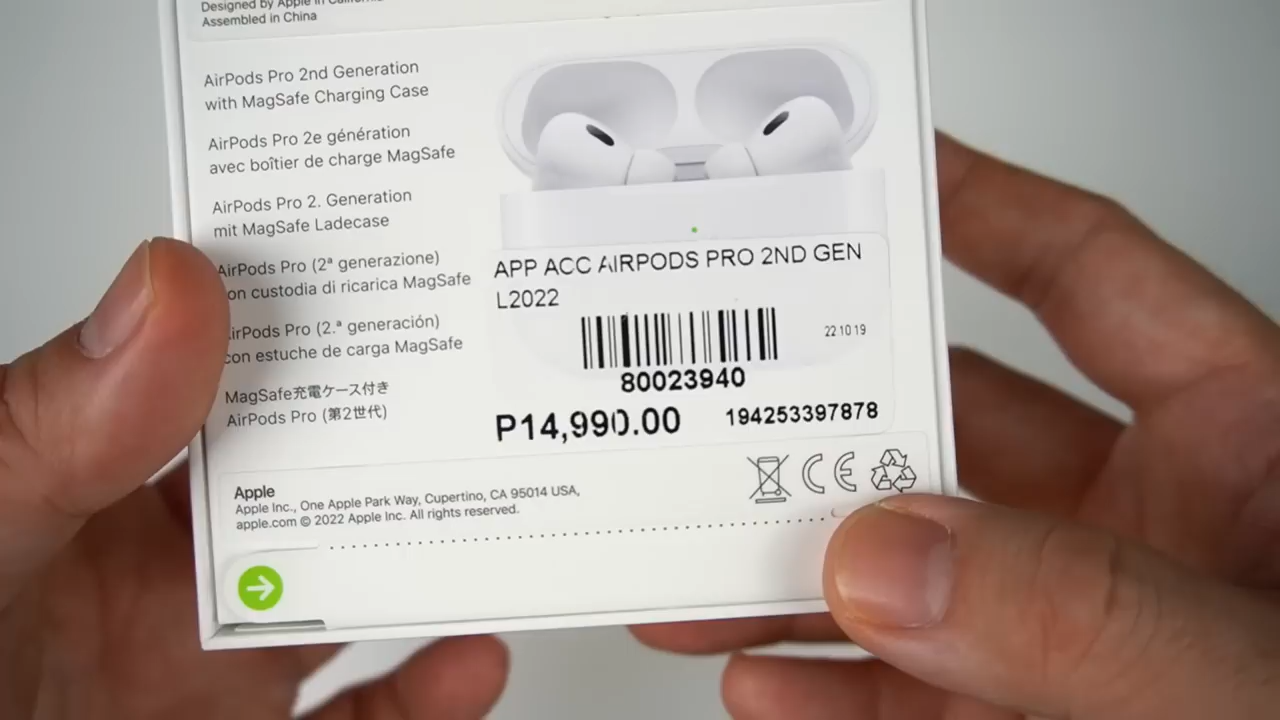 Designed by Apple in California
Assembled in China
AirPods Pro 2nd Generation
with MagSafe Charging Case
AirPods Pro 2e génération
avec boîtier de charge MagSafe
AirPods Pro 2. Generation
mit MagSafe Ladecase
AirPods Pro (2ª generazione)
con custodia di ricarica MagSafe
AirPods Pro (2.ª generación)
con estuche de carga MagSafe
MagSafe充電ケース付き
AirPods Pro (第2世代)
APP ACC AIRPODS PRO 2ND GEN
L2022
22 10 19
80023940
P14,990.00
194253397878
Apple
Apple Inc., One Apple Park Way, Cupertino, CA 95014 USA,
apple.com © 2022 Apple Inc. All rights reserved.
CE